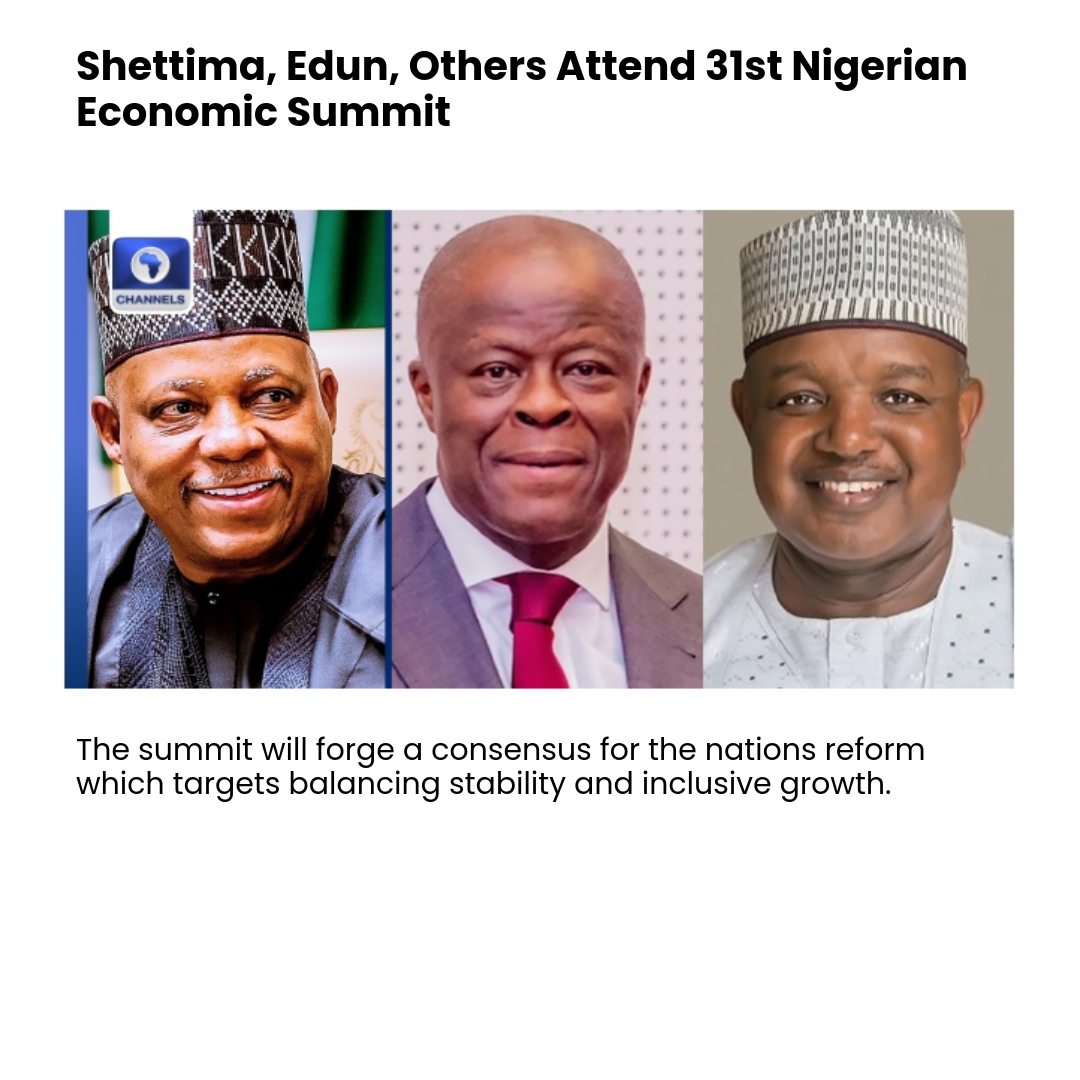 Shettima, Edun, Others Attend 31st Nigerian
Economic Summit
CHANNELS
The summit will forge a consensus for the nations reform
which targets balancing stability and inclusive growth.